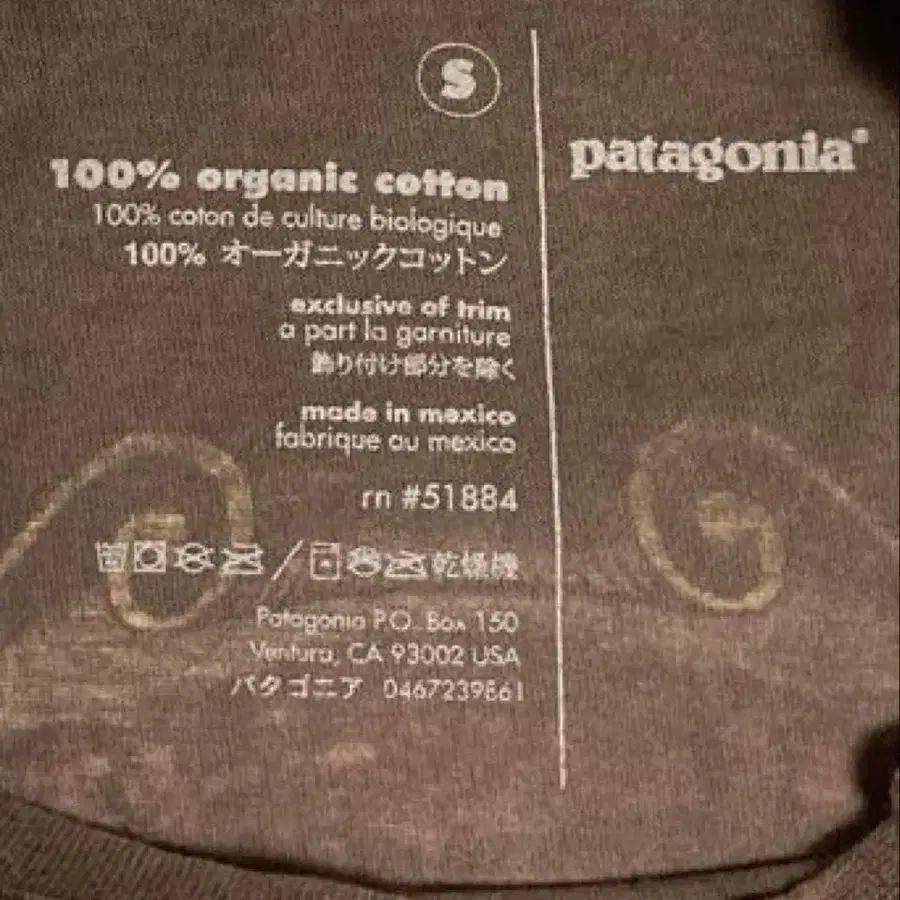 S
100% organic cotton
100% coton de culture biologique
100% オーガニックコットン
exclusive of trim
a part la garniture
飾り付け部分を除く
made in mexico
fabrique au mexico
rn #51884
乾燥機
Patagonia P.O. Box 150
Ventura, CA 93002 USA
パタゴニア 0467239861
patagonia®